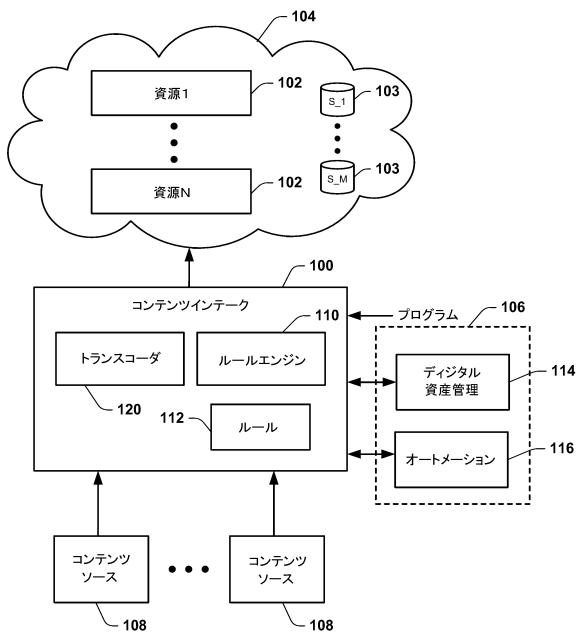 104
資源1
102
S_1
103
資源N
102
S_M
103
100
コンテンツインテーク
プログラム
106
110
トランスコーダ
ルールエンジン
ディジタル
資産管理
114
120
112
ルール
オートメーション
116
コンテンツ
ソース
コンテンツ
ソース
108
108